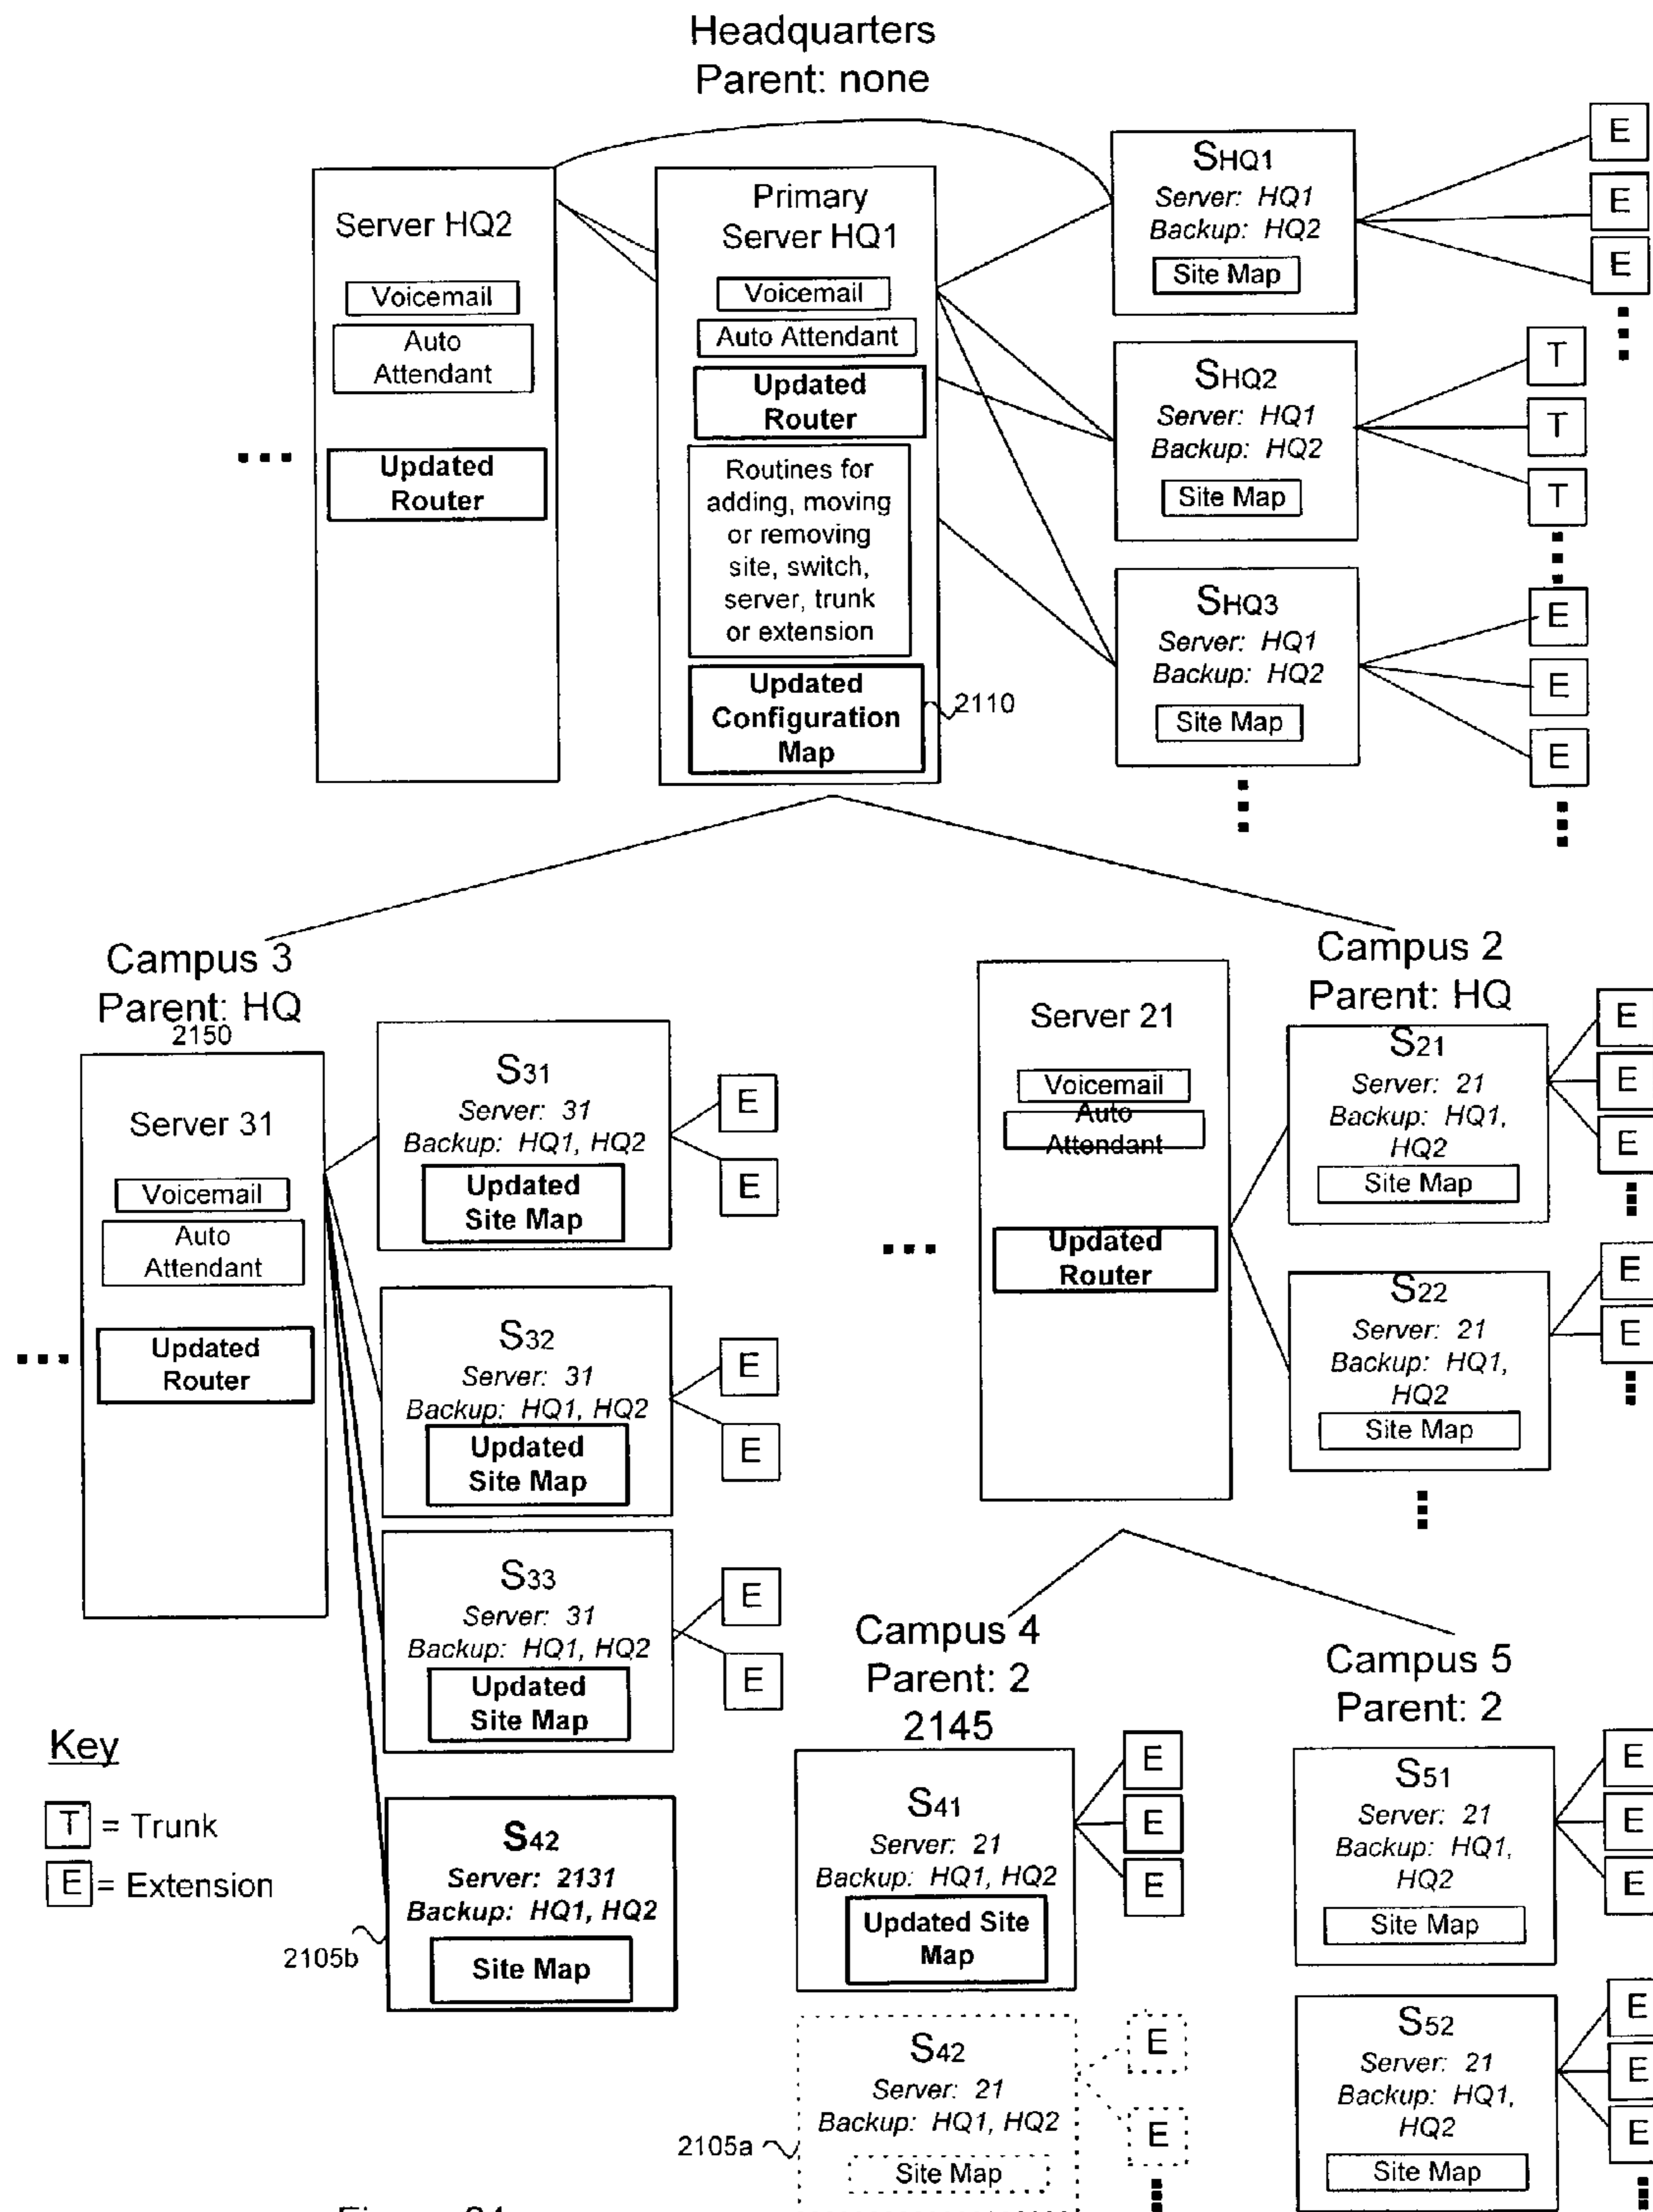 Headquarters
Parent: none
Server HQ2
Voicemail
Auto
Attendant
Updated
Router
Primary
Server HQ1
Voicemail
Auto Attendant
Updated
Router
Routines for
adding, moving
or removing
site, switch,
server, trunk
or extension
Updated
Configuration
Map
2110
SHQ1
Server: HQ1
Backup: HQ2
Site Map
E
E
E
SHQ2
Server: HQ1
Backup: HQ2
Site Map
T
T
T
SHQ3
Server: HQ1
Backup: HQ2
Site Map
E
E
E
Campus 3
Parent: HQ
2150
Server 31
Voicemail
Auto
Attendant
Updated
Router
S31
Server: 31
Backup: HQ1, HQ2
Updated
Site Map
E
E
S32
Server: 31
Backup: HQ1, HQ2
Updated
Site Map
E
E
S33
Server: 31
Backup: HQ1, HQ2
Updated
Site Map
E
E
S42
Server: 2131
Backup: HQ1, HQ2
Site Map
2105b
Key
T = Trunk
E = Extension
Campus 2
Parent: HQ
Server 21
Voicemail
Auto
Attendant
Updated
Router
S21
Server: 21
Backup: HQ1,
HQ2
Site Map
E
E
E
S22
Server: 21
Backup: HQ1,
HQ2
Site Map
E
E
Campus 4
Parent: 2
2145
S41
Server: 21
Backup: HQ1, HQ2
Updated Site
Map
E
E
E
S42
Server: 21
Backup: HQ1, HQ2
Site Map
2105a
E
E
Campus 5
Parent: 2
S51
Server: 21
Backup: HQ1,
HQ2
Site Map
E
E
E
S52
Server: 21
Backup: HQ1,
HQ2
Site Map
E
E
E